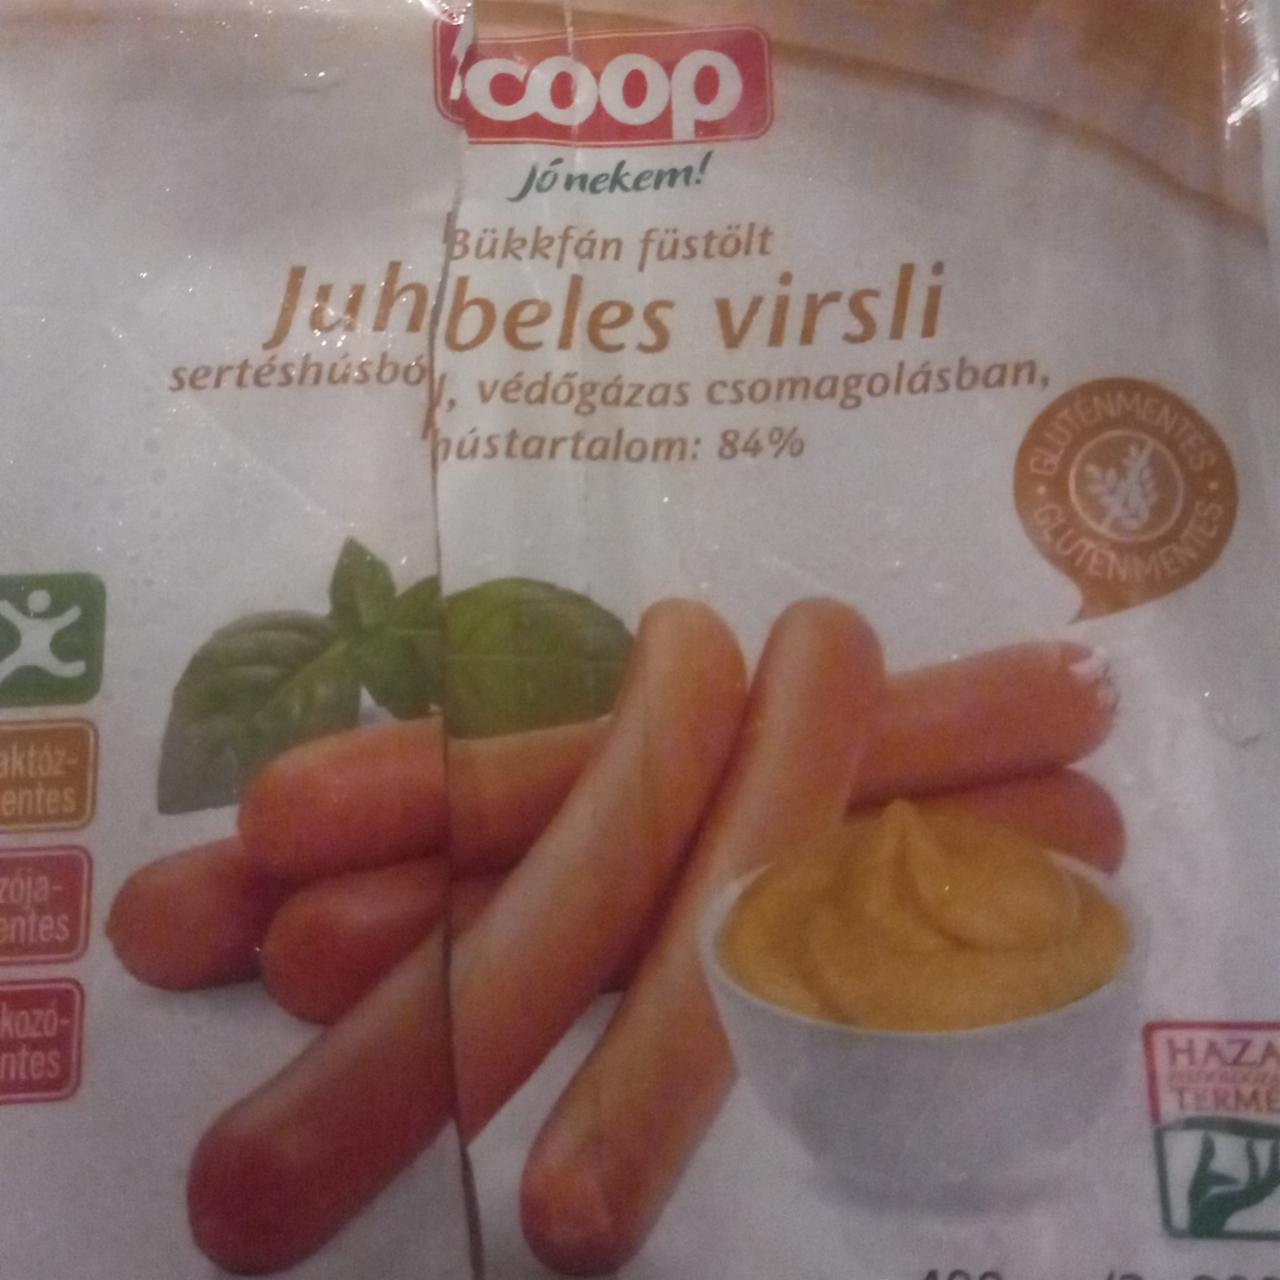 coop
Jó nekem!
Bükkfán füstölt
Juhbeles virsli
sertéshúsból, védőgázas csomagolásban,
hústartalom: 84%
GLUTÉNMENTES
GLUTÉNMENTES
aktóz-
entes
zója-
entes
kozó-
ntes
HAZA
TERMÉ